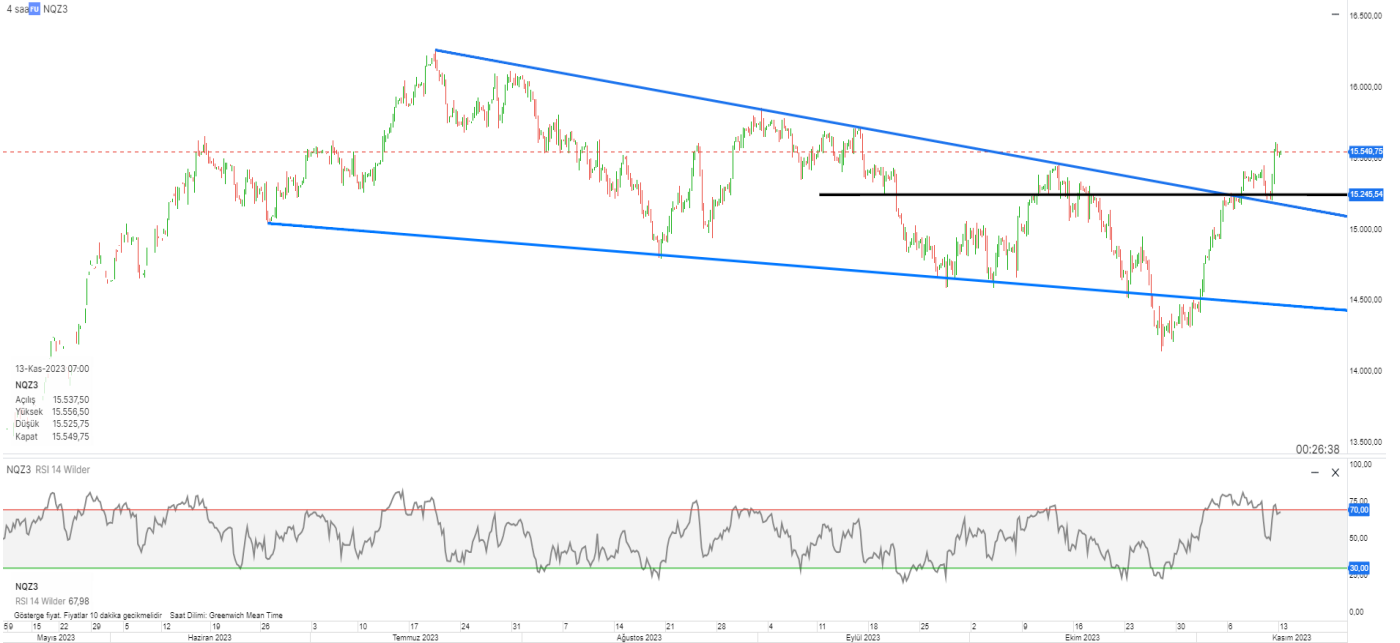 4 saa FU NQZ3
16.500,00
16.000,00
15.549,75
15.500,00
15.245,54
15.000,00
14.500,00
14.000,00
13.500,00
13-Kas-2023 07:00
NQZ3
Açılış 15.537,50
Yüksek 15.556,50
Düşük 15.525,75
Kapat 15.549,75
00:26:38
NQZ3 RSI 14 Wilder
100,00
75,00
70,00
50,00
30,00
25,00
0,00
NQZ3
RSI 14 Wilder 67,98
Gösterge fiyat. Fiyatlar 10 dakika gecikmelidir Saat Dilimi: Greenwich Mean Time
59 15 22 29 5 12 19 26 3 10 17 24 31 7 14 21 28 4 11 18 25 2 9 16 23 30 6 13
Mayıs 2023 Haziran 2023 Temmuz 2023 Ağustos 2023 Eylül 2023 Ekim 2023 Kasım 2023